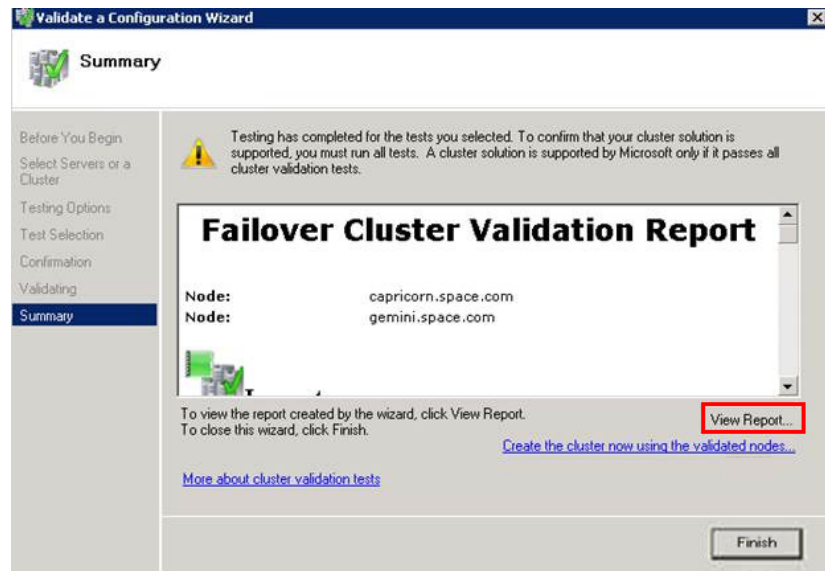 Validate a Configuration Wizard
Summary
Before You Begin
Select Servers or a
Cluster
Testing Options
Test Selection
Confirmation
Validating
Summary
Testing has completed for the tests you selected. To confirm that your cluster solution is
supported, you must run all tests. A cluster solution is supported by Microsoft only if it passes all
cluster validation tests.
Failover Cluster Validation Report
Node: capricorn.space.com
Node: gemini.space.com
To view the report created by the wizard, click View Report.
To close this wizard, click Finish.
View Report...
Create the cluster now using the validated nodes...
More about cluster validation tests
Finish